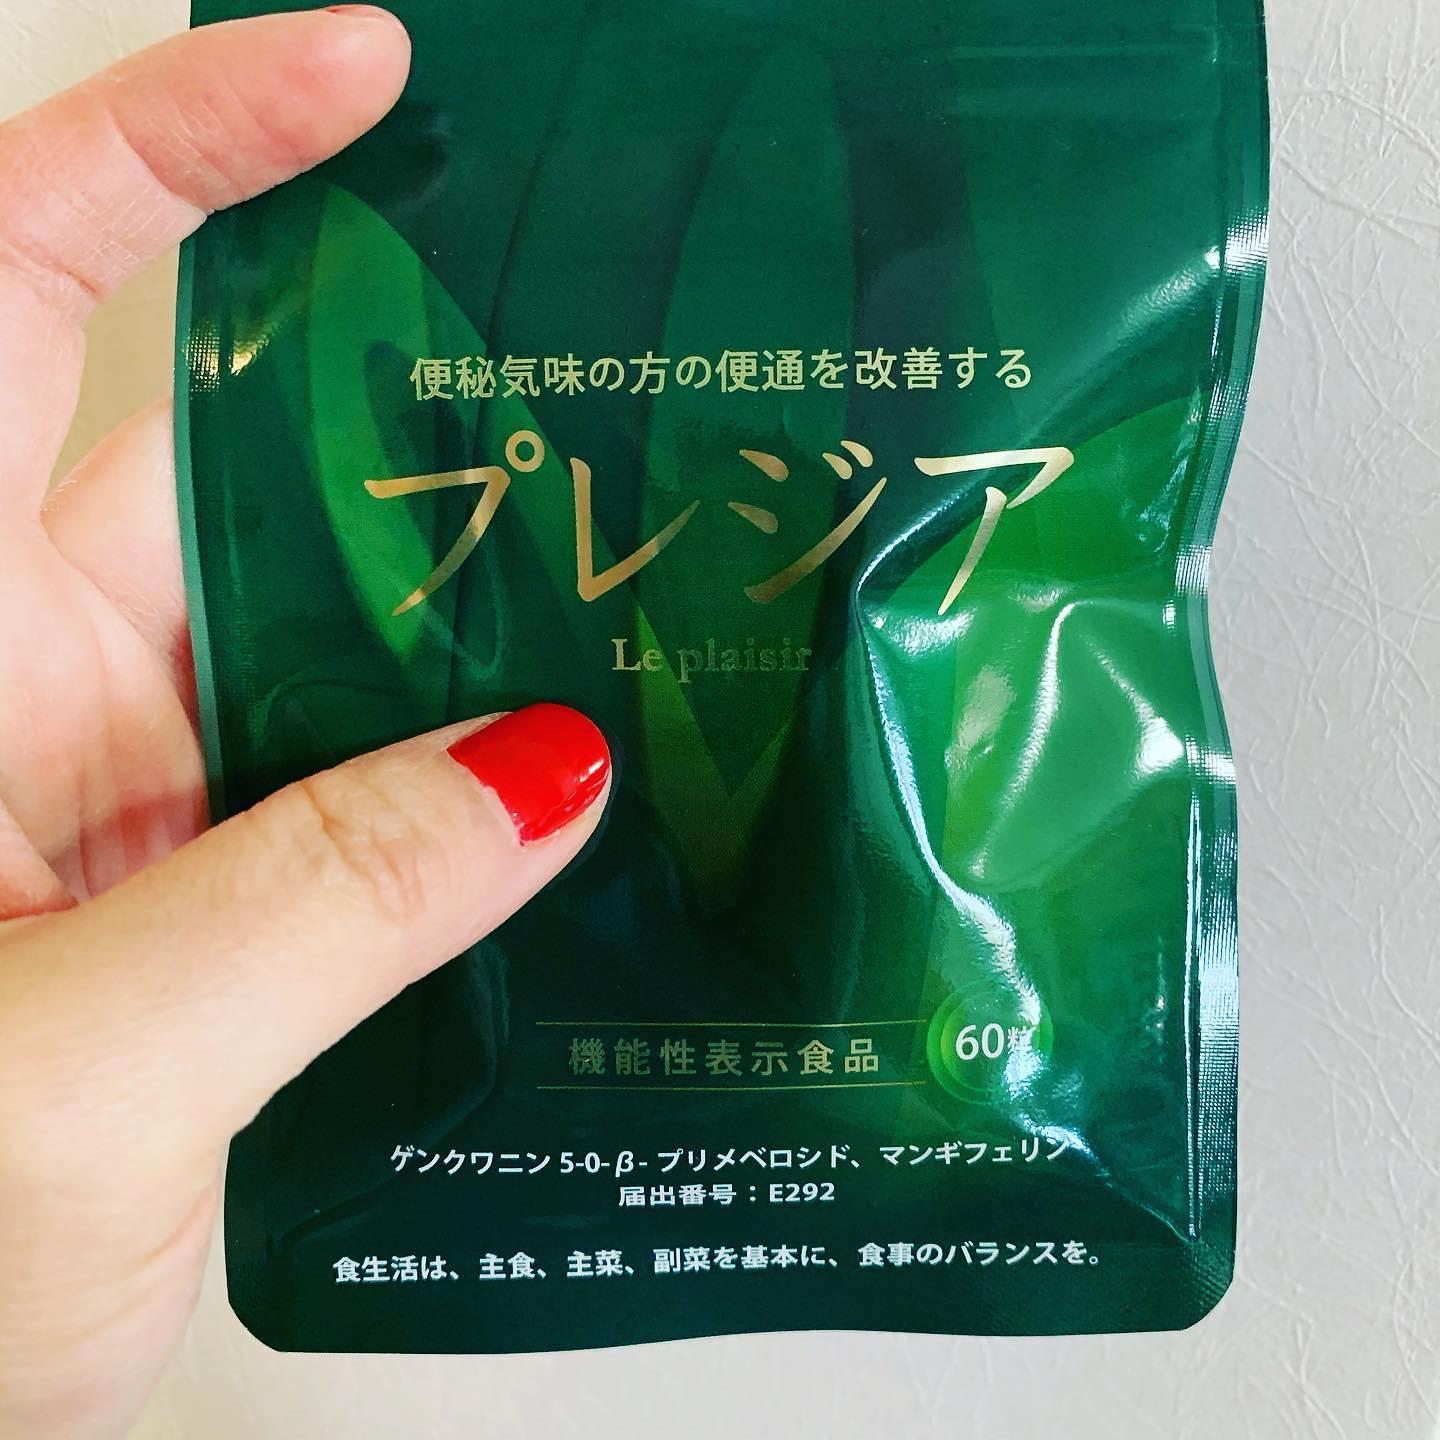 便秘気味の方の便通を改善する
プレジア
Le plaisir
機能性表示食品
60粒
ゲンクワニン 5-0-β- プリメベロシド、マンギフェリン
届出番号：E292
食生活は、主食、主菜、副菜を基本に、食事のバランスを。